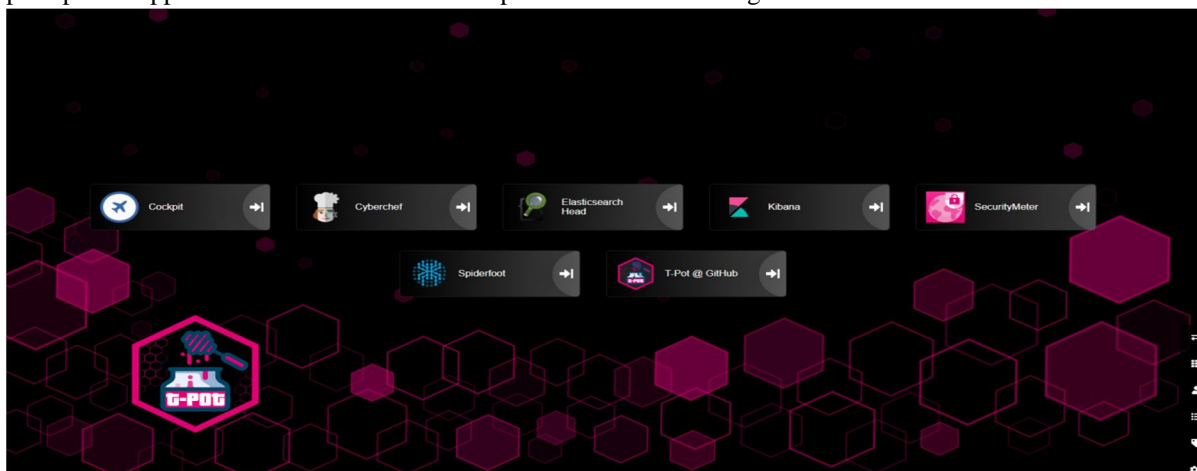 Cockpit
Cyberchef
Elasticsearch
Head
Kibana
SecurityMeter
Spiderfoot
T-Pot @ GitHub
t-POt